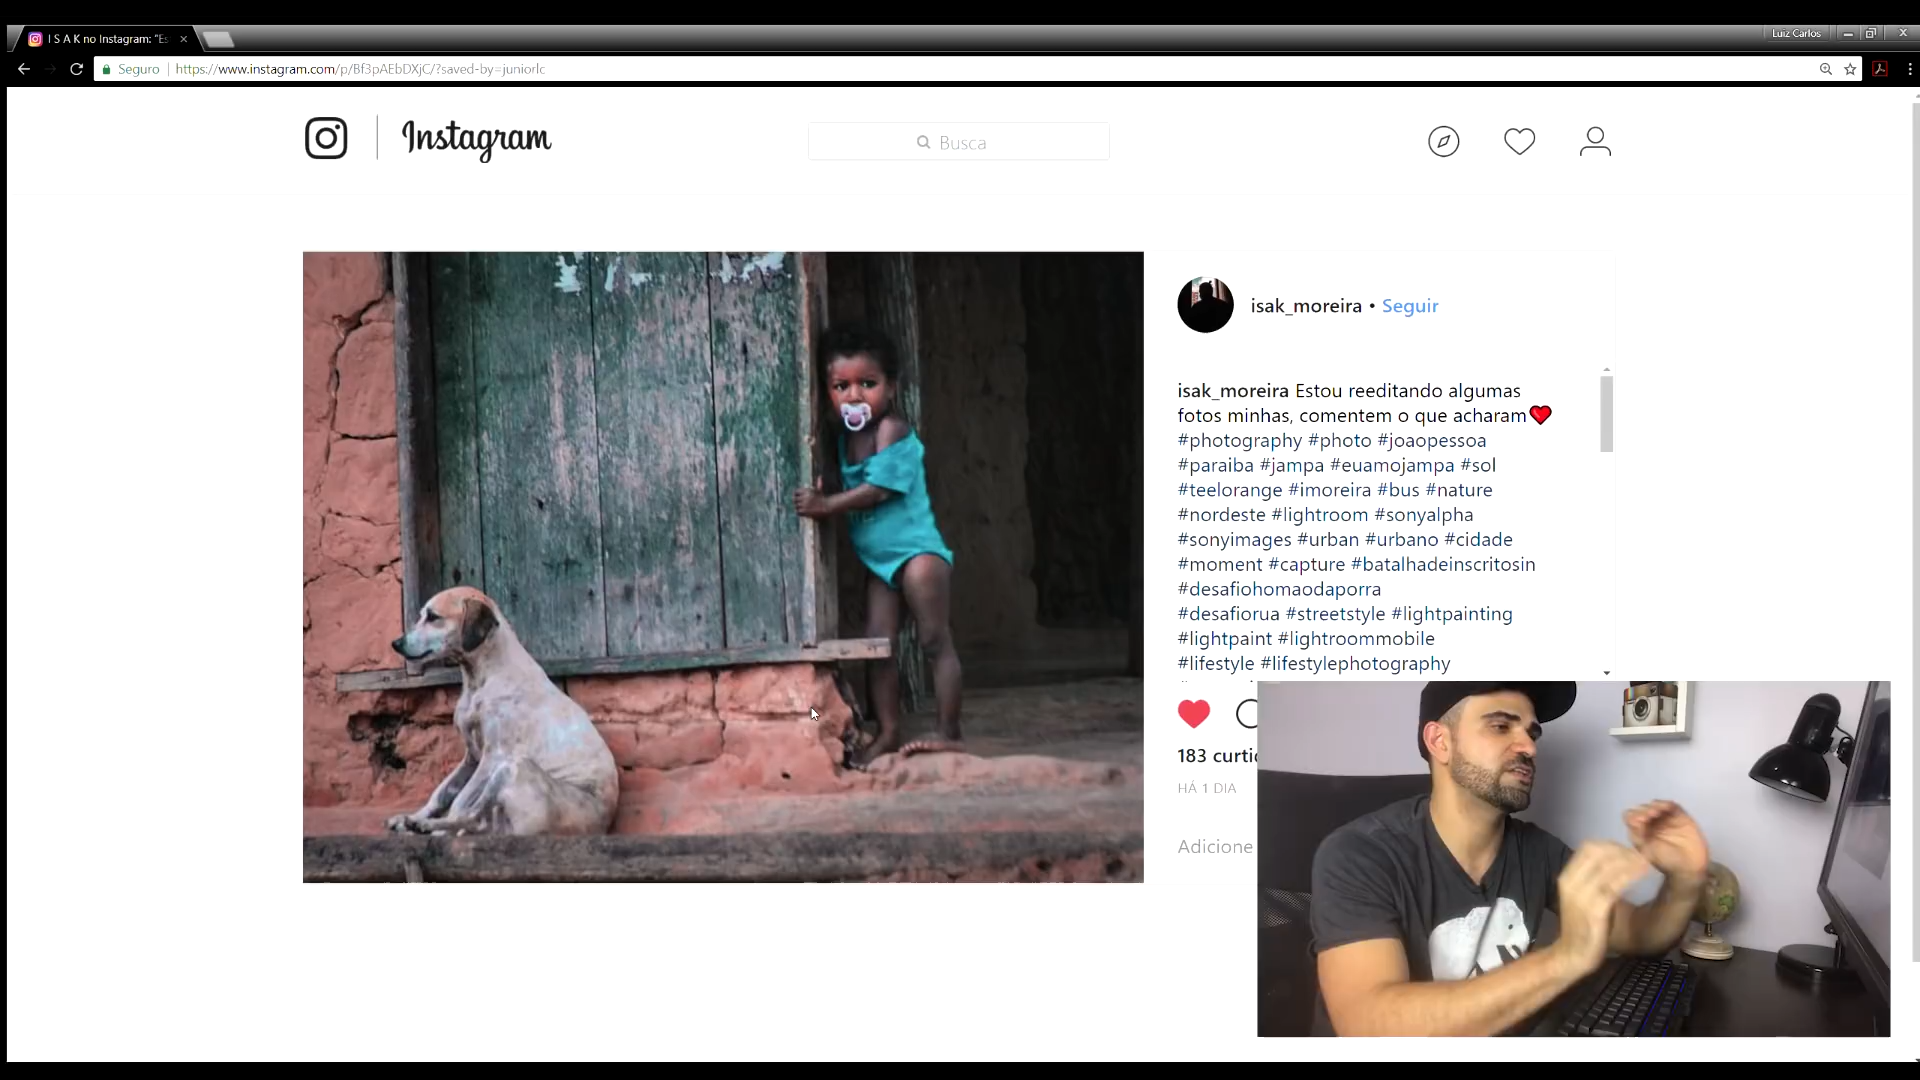 I S A K no Instagram: "Es
Luiz Carlos
Seguro
https://www.instagram.com/p/Bf3pAEbDXjC/?saved-by=juniorlc
Instagram
Busca
isak_moreira • Seguir
isak_moreira Estou reeditando algumas
fotos minhas, comentem o que acharam❤
#photography #photo #joaopessoa
#paraiba #jampa #euamojampa #sol
#teelorange #imoreira #bus #nature
#nordeste #lightroom #sonyalpha
#sonyimages #urban #urbano #cidade
#moment #capture #batalhadeinscritosin
#desafiohomaodaporra
#desafiorua #streetstyle #lightpainting
#lightpaint #lightroommobile
#lifestyle #lifestylephotography
183 curtid
HÁ 1 DIA
Adicione